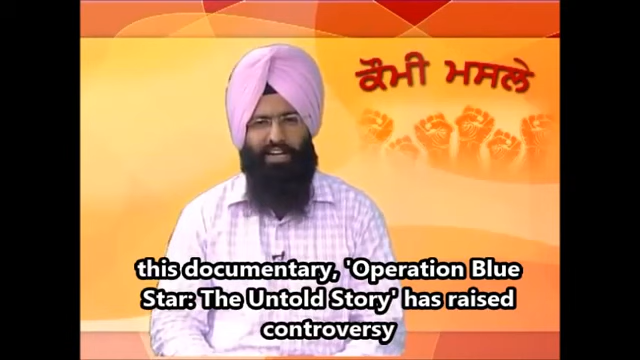 ਕੌਮੀ ਮਸਲੇ
this documentary, 'Operation Blue
Star: The Untold Story' has raised
controversy